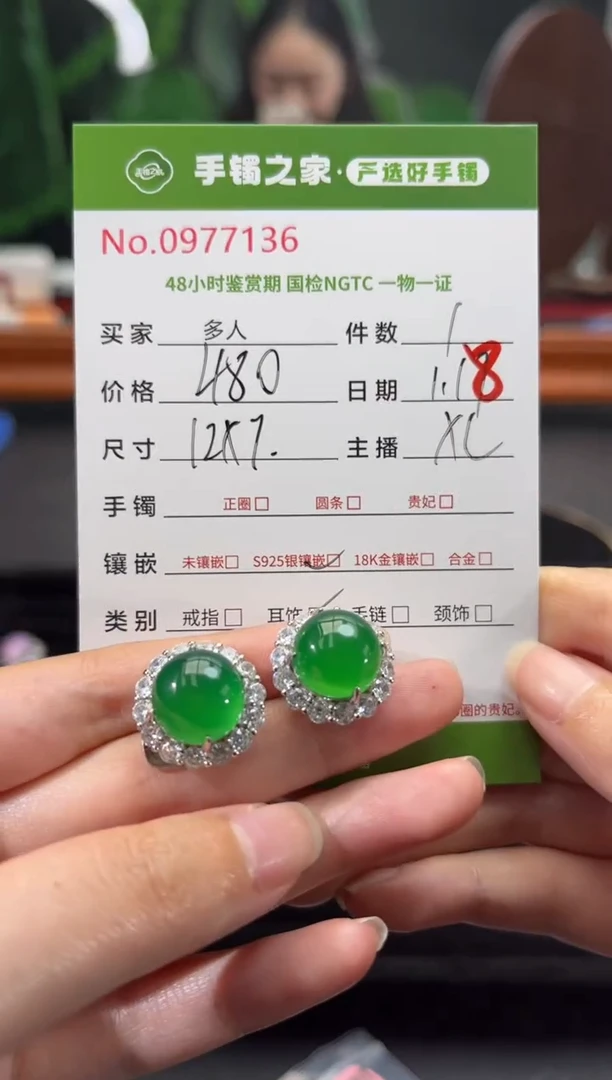 手镯之家·严选好手镯
No.0977136
48小时鉴赏期 国检NGTC 一物一证
买家 多人 件数 1
价格 480 日期 1.18
尺寸 12x7. 主播 XL
手镯 正圈□ 圆条□ 贵妃□
镶嵌 未镶嵌□ S925银镶嵌☑ 18K金镶嵌□ 合金□
类别 戒指□ 耳饰☑ 手链□ 颈饰□
圈的贵妃。